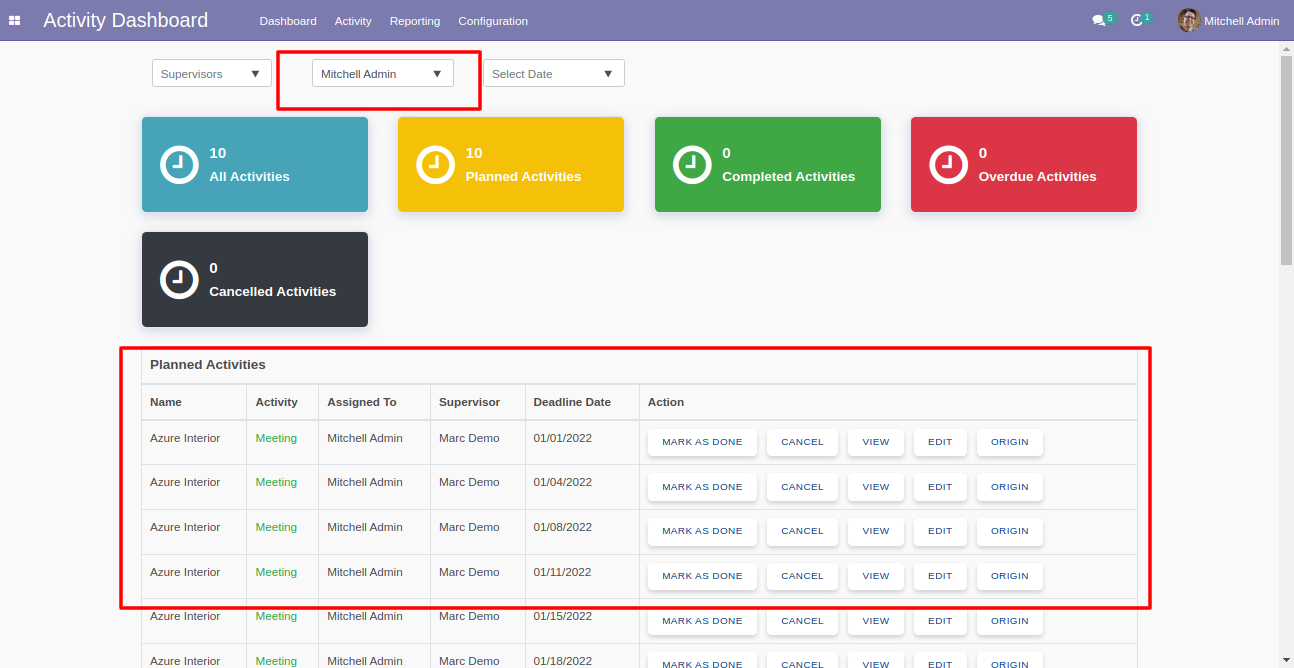 Activity Dashboard Dashboard Activity Reporting Configuration 5 1 Mitchell Admin
Supervisors Mitchell Admin Select Date
10
All Activities
10
Planned Activities
0
Completed Activities
0
Overdue Activities
0
Cancelled Activities
Planned Activities
Name Activity Assigned To Supervisor Deadline Date Action
Azure Interior Meeting Mitchell Admin Marc Demo 01/01/2022 MARK AS DONE CANCEL VIEW EDIT ORIGIN
Azure Interior Meeting Mitchell Admin Marc Demo 01/04/2022 MARK AS DONE CANCEL VIEW EDIT ORIGIN
Azure Interior Meeting Mitchell Admin Marc Demo 01/08/2022 MARK AS DONE CANCEL VIEW EDIT ORIGIN
Azure Interior Meeting Mitchell Admin Marc Demo 01/11/2022 MARK AS DONE CANCEL VIEW EDIT ORIGIN
Azure Interior Meeting Mitchell Admin Marc Demo 01/15/2022 MARK AS DONE CANCEL VIEW EDIT ORIGIN
Azure Interior Meeting Mitchell Admin Marc Demo 01/18/2022 MARK AS DONE CANCEL VIEW EDIT ORIGIN